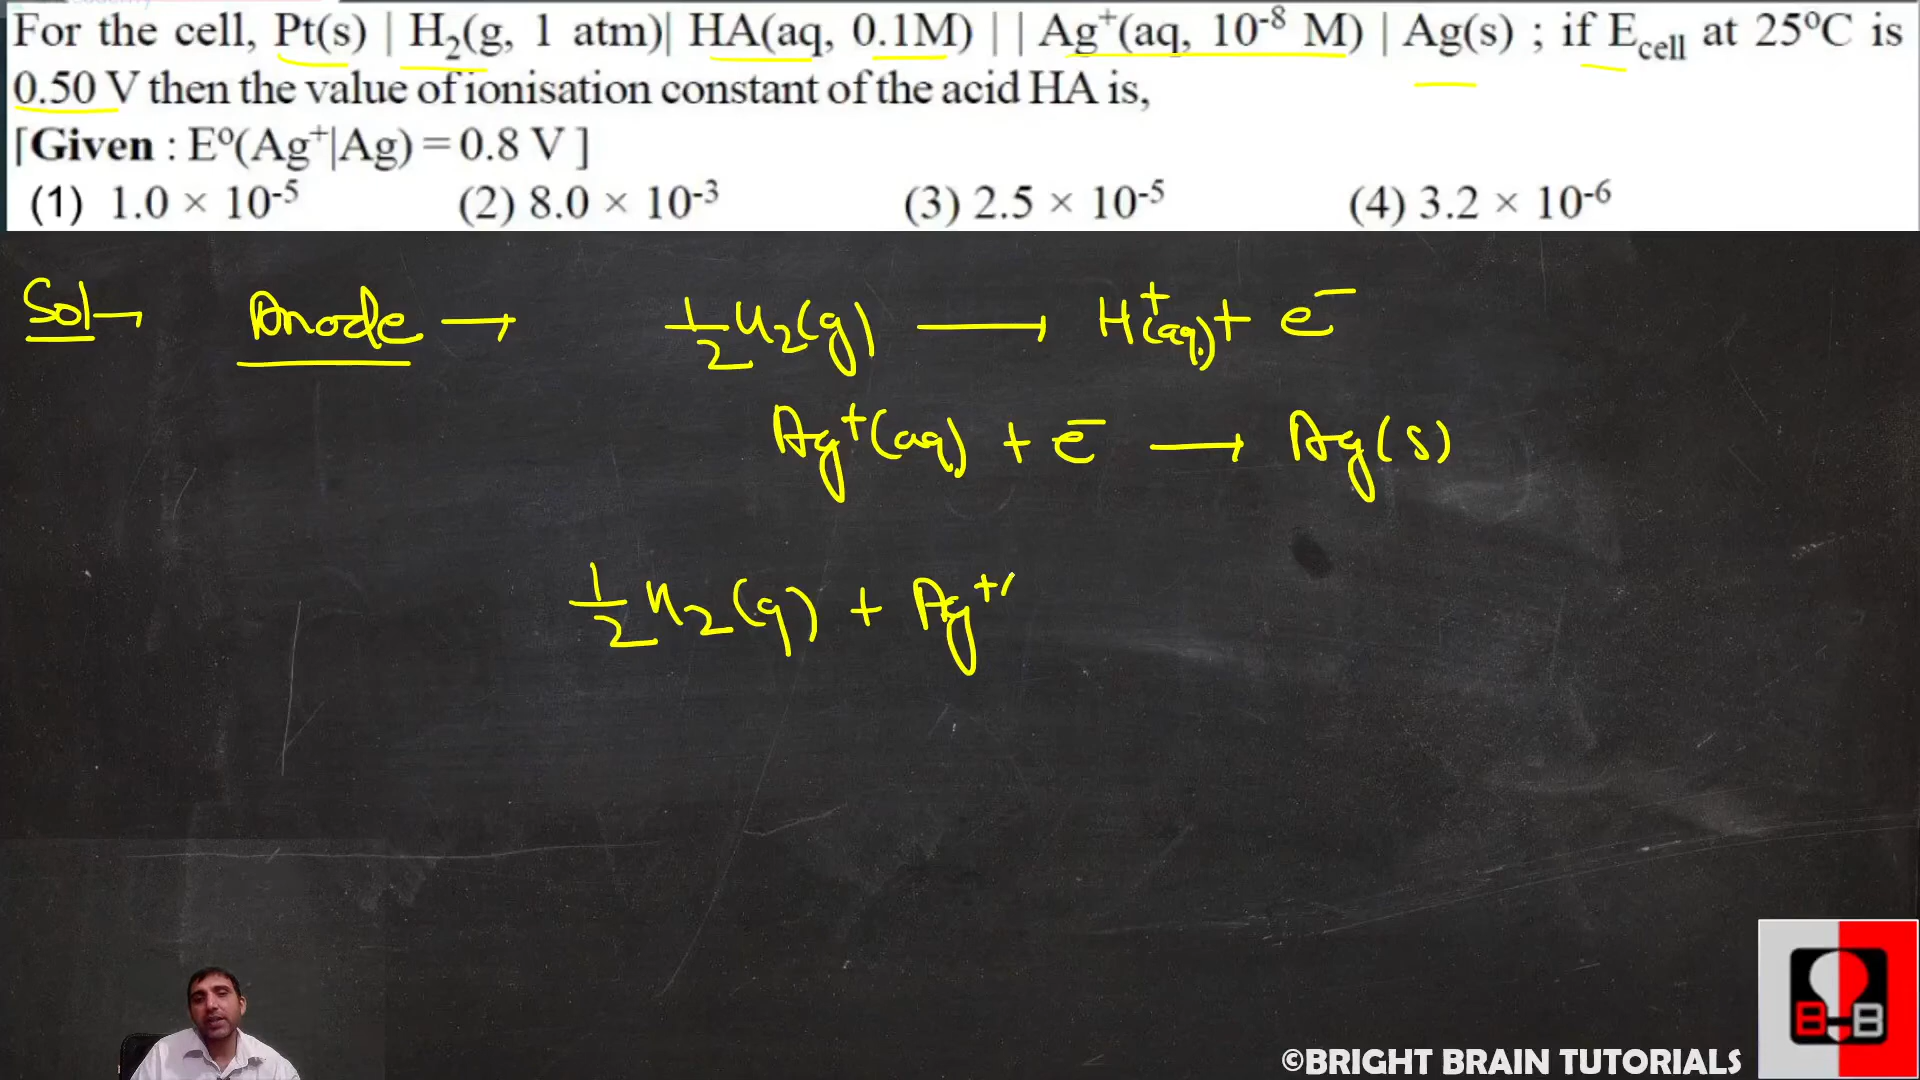 For the cell, Pt(s) | H₂(g, 1 atm)| HA(aq, 0.1M) | | Ag⁺(aq, 10⁻⁸ M) | Ag(s) ; if E_cell at 25ºC is
0.50 V then the value of ionisation constant of the acid HA is,
[Given : Eº(Ag⁺|Ag) = 0.8 V ]
(1) 1.0 × 10⁻⁵ (2) 8.0 × 10⁻³ (3) 2.5 × 10⁻⁵ (4) 3.2 × 10⁻⁶
Sol→ Anode → 1/2 H₂(g) → H⁺(aq) + e⁻
Ag⁺(aq) + e⁻ → Ag(s)
1/2 H₂(g) + Ag⁺
B B
©BRIGHT BRAIN TUTORIALS